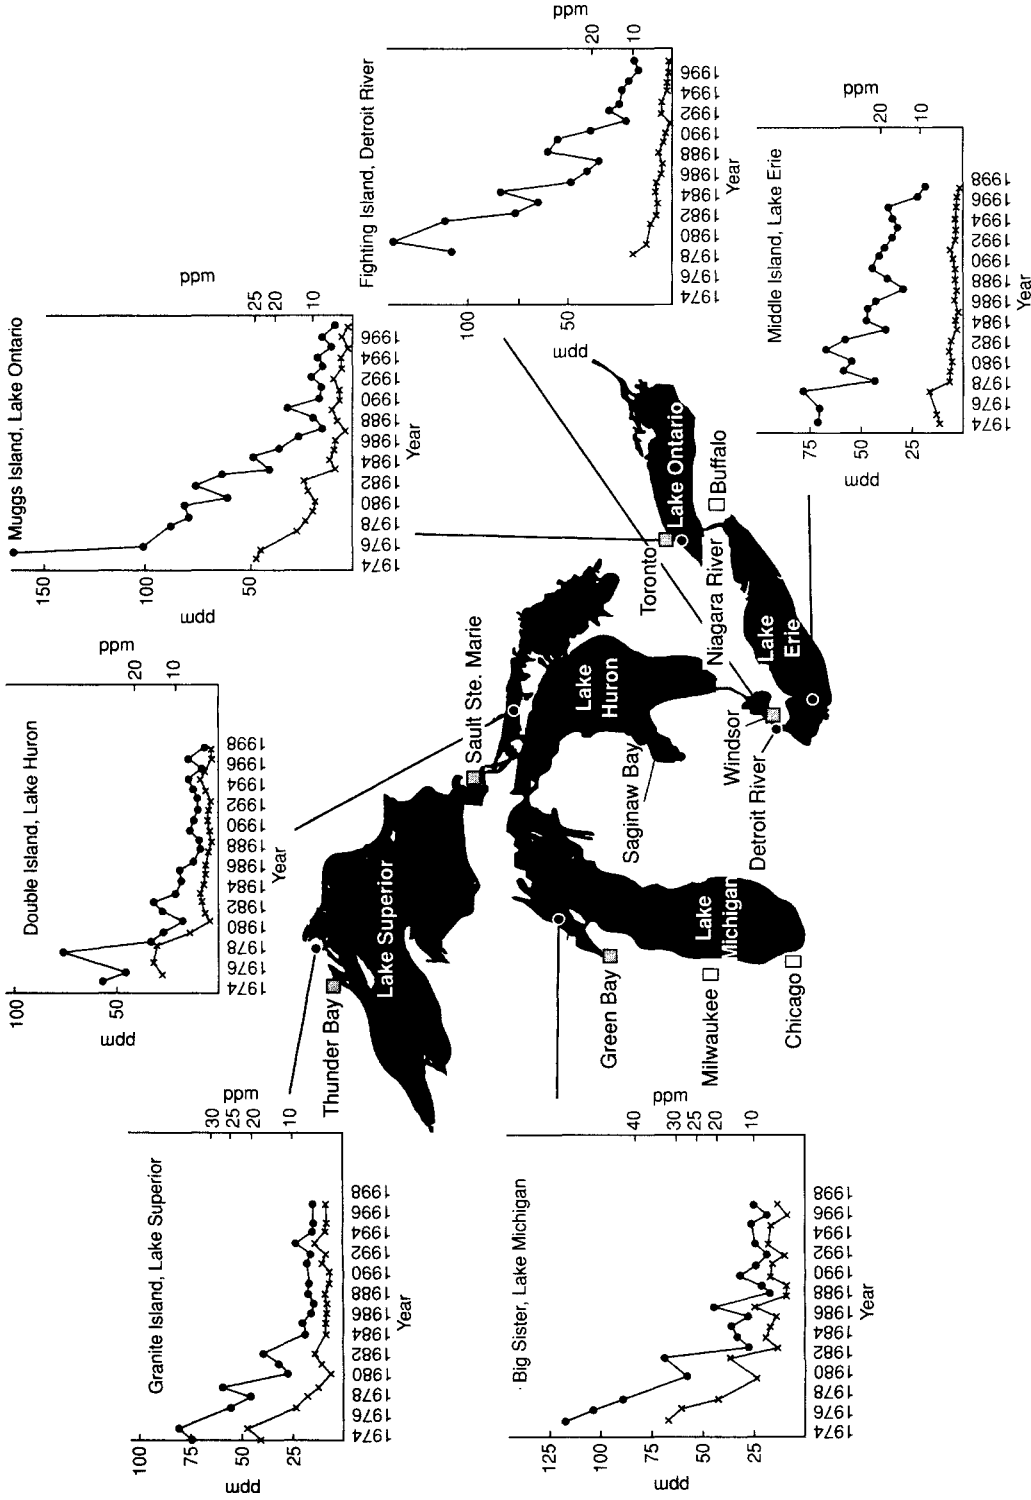 Granite Island, Lake Superior
ppm
100
75
50
25
ppm
30
25
20
10
1974 1976 1978 1980 1982 1984 1986 1988 1990 1992 1994 1996 1998
Year
Double Island, Lake Huron
ppm
100
50
ppm
20
10
1974 1976 1978 1980 1982 1984 1986 1988 1990 1992 1994 1996 1998
Year
Muggs Island, Lake Ontario
ppm
150
100
50
ppm
25
20
10
1974 1976 1978 1980 1982 1984 1986 1988 1990 1992 1994 1996
Year
Thunder Bay
Lake Superior
Sault Ste. Marie
Lake
Huron
Green Bay
Saginaw Bay
Toronto
Lake Ontario
Milwaukee
Lake
Michigan
Windsor
Niagara River
Buffalo
Detroit River
Lake
Erie
Chicago
Fighting Island, Detroit River
ppm
100
50
ppm
20
10
1974 1976 1978 1980 1982 1984 1986 1988 1990 1992 1994 1996
Year
Big Sister, Lake Michigan
ppm
125
100
75
50
25
ppm
40
30
25
20
10
1974 1976 1978 1980 1982 1984 1986 1988 1990 1992 1994 1996 1998
Year
Middle Island, Lake Erie
ppm
75
50
25
ppm
20
10
1974 1976 1978 1980 1982 1984 1986 1988 1990 1992 1994 1996 1998
Year